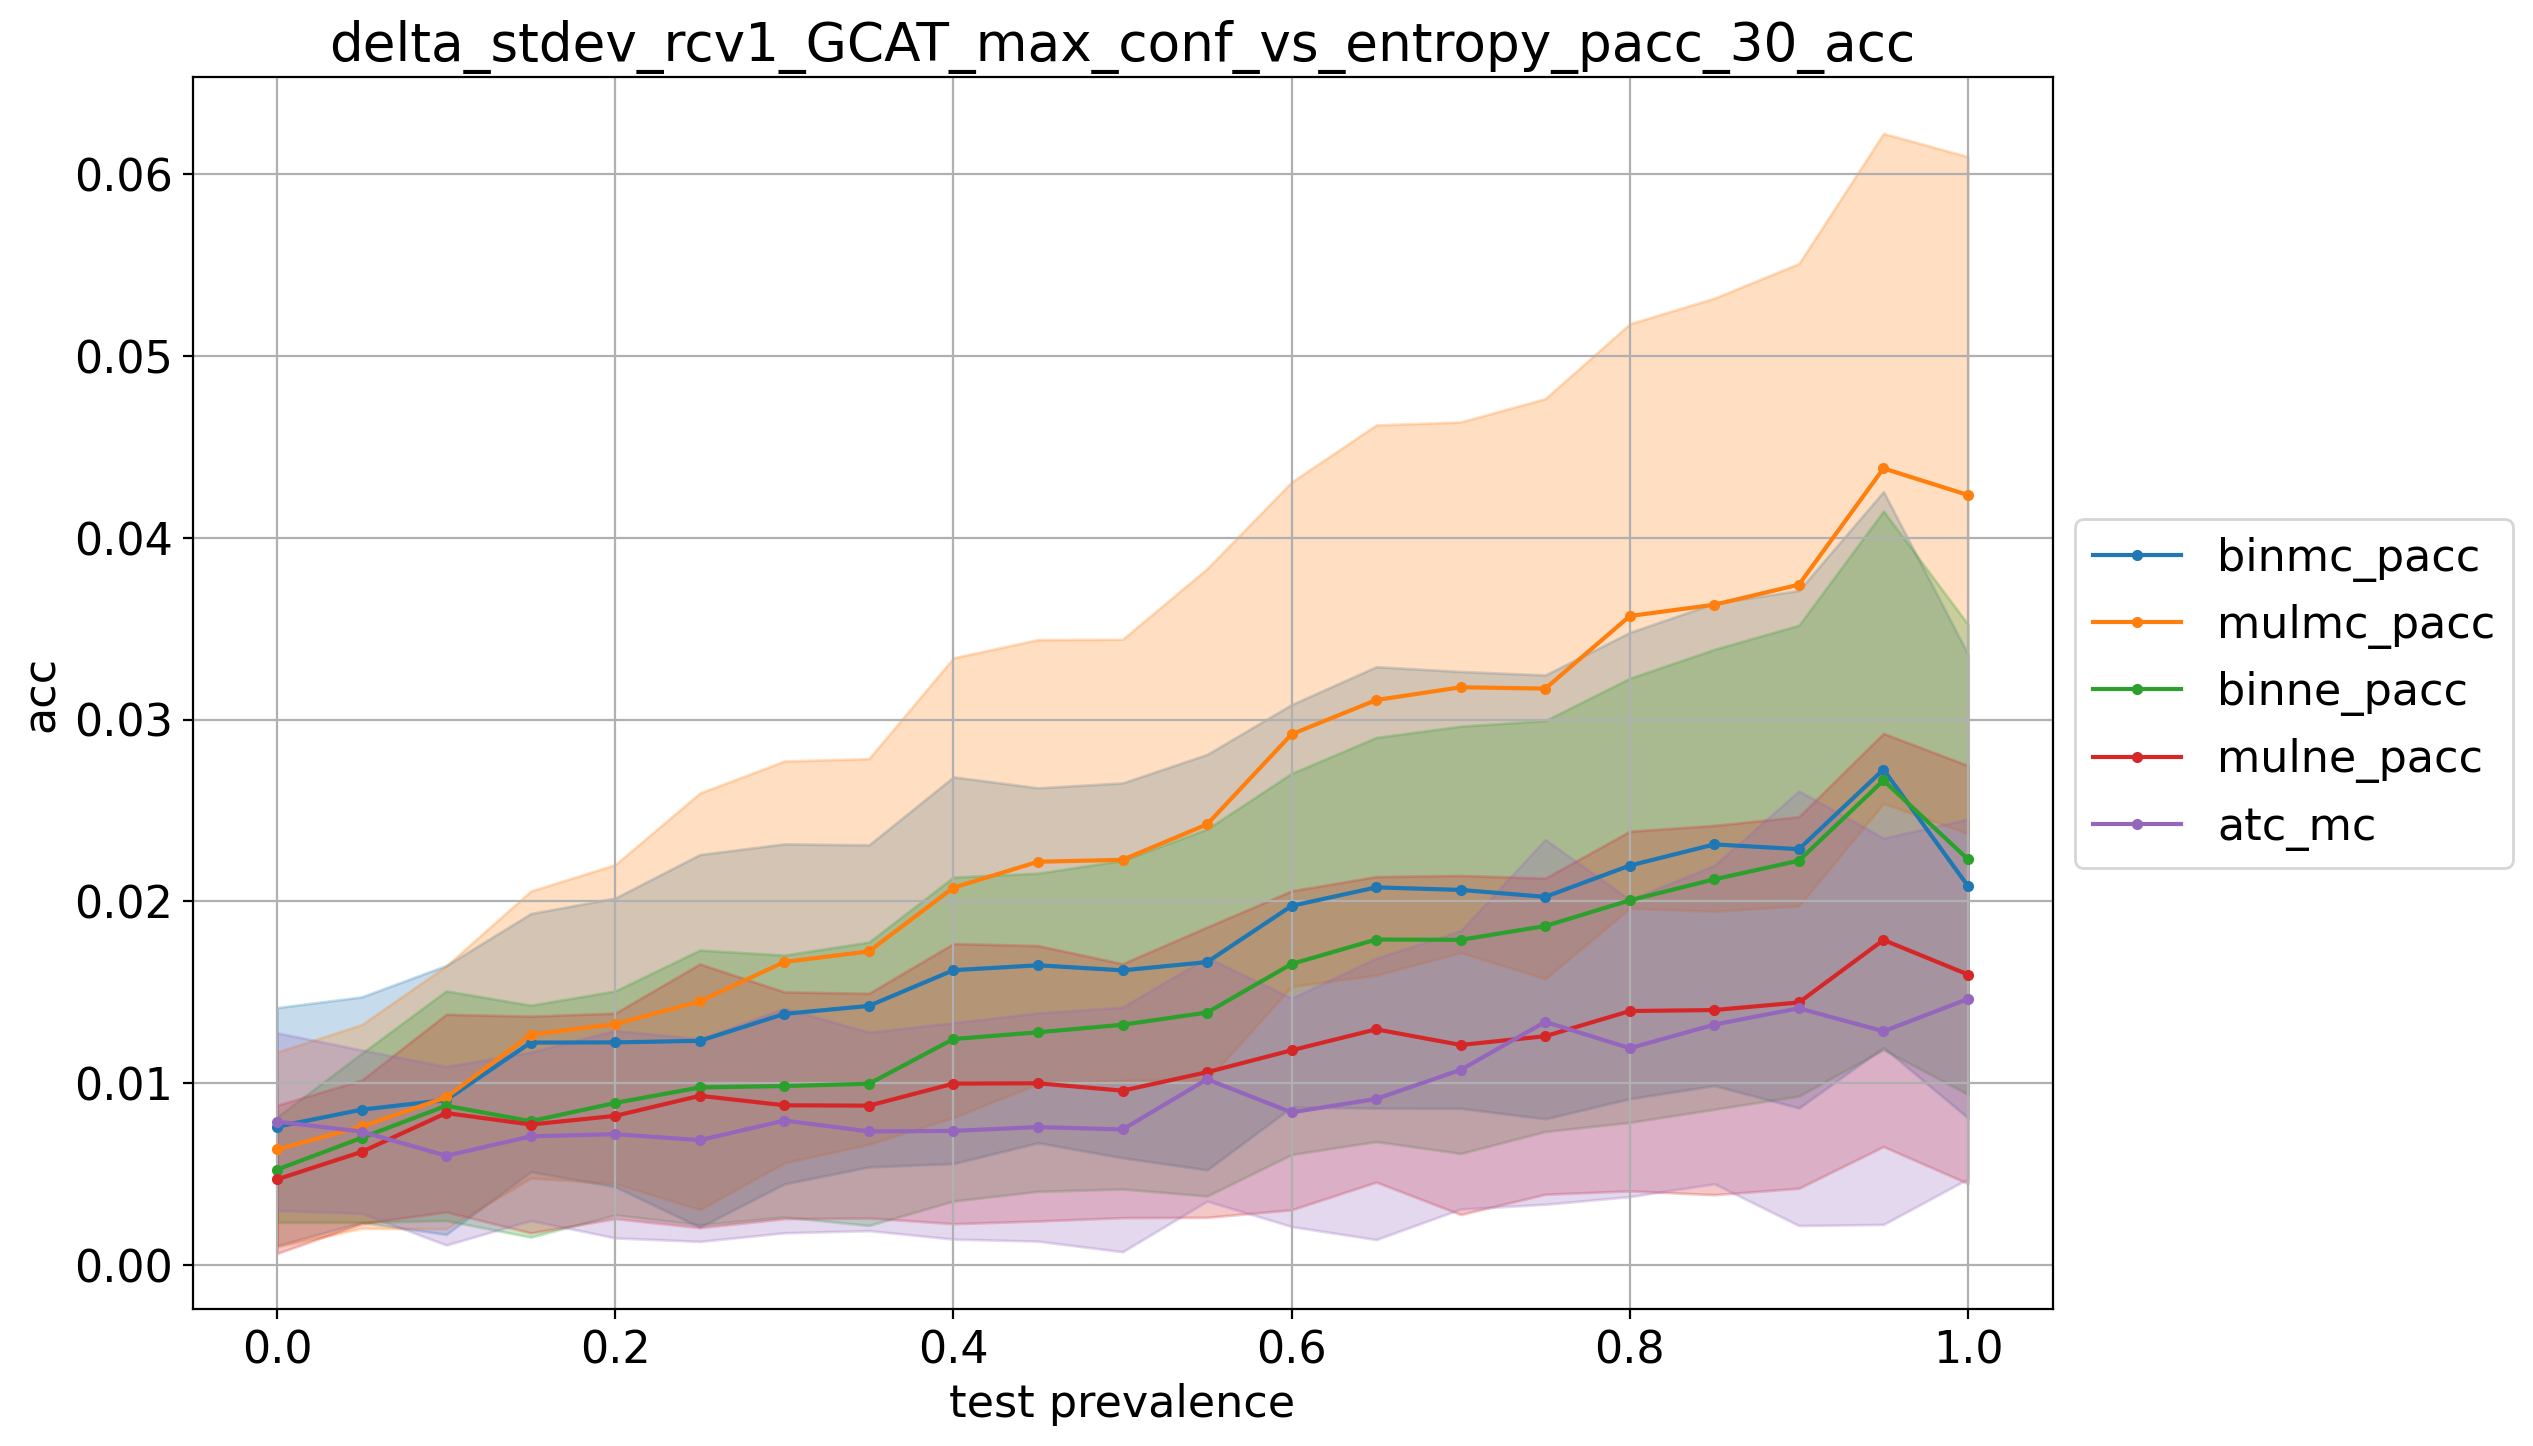 delta_stdev_rcv1_GCAT_max_conf_vs_entropy_pacc_30_acc
acc
0.06
0.05
0.04
0.03
0.02
0.01
0.00
0.0 0.2 0.4 0.6 0.8 1.0
test prevalence
binmc_pacc
mulmc_pacc
binne_pacc
mulne_pacc
atc_mc